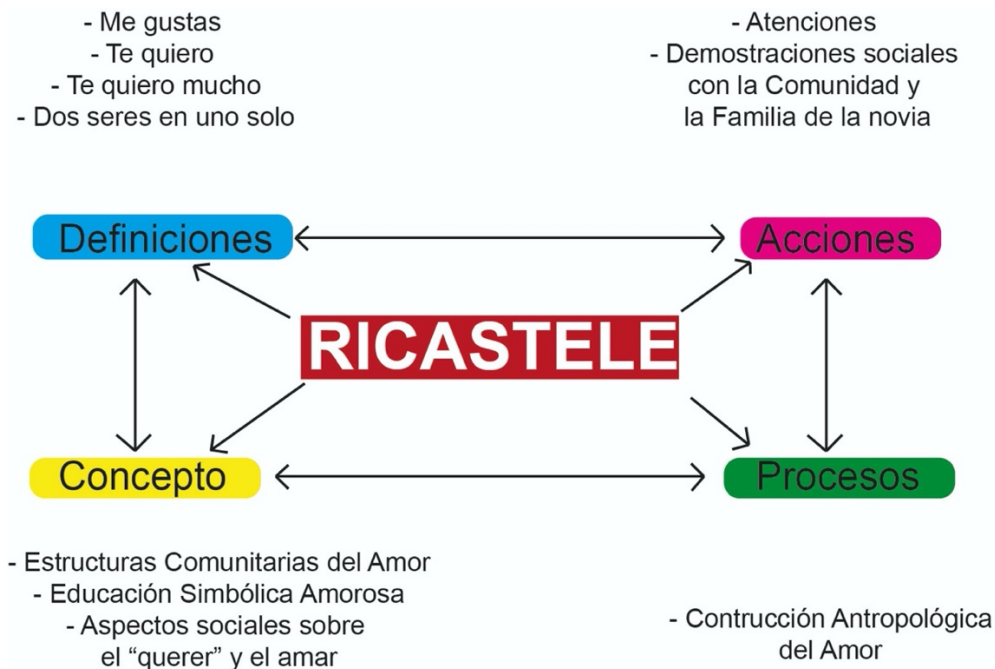 - Me gustas
- Te quiero
- Te quiero mucho
- Dos seres en uno solo
- Atenciones
- Demostraciones sociales
con la Comunidad y
la Familia de la novia
Definiciones
Acciones
RICASTELE
Concepto
Procesos
- Estructuras Comunitarias del Amor
- Educación Simbólica Amorosa
- Aspectos sociales sobre
el “querer” y el amar
- Contrucción Antropológica
del Amor